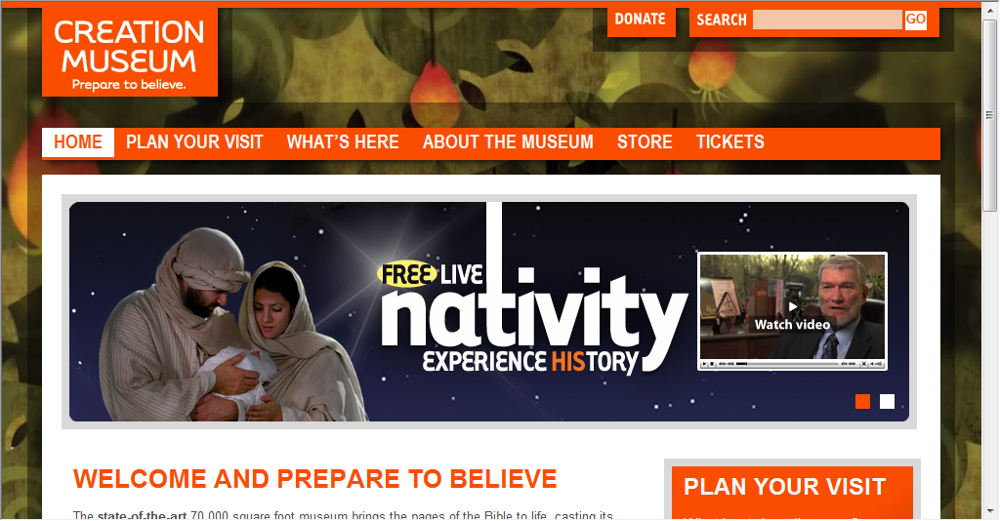 CREATION
MUSEUM
Prepare to believe.
DONATE
SEARCH
GO
HOME
PLAN YOUR VISIT
WHAT'S HERE
ABOUT THE MUSEUM
STORE
TICKETS
FREE LIVE
nativity
EXPERIENCE HISTORY
Watch video
WELCOME AND PREPARE TO BELIEVE
The state-of-the-art 70,000 square foot museum brings the pages of the Bible to life, casting its
PLAN YOUR VISIT